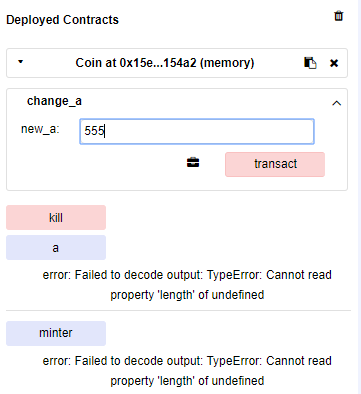 Deployed Contracts
Coin at 0x15e...154a2 (memory)
change_a
new_a:
555
transact
kill
a
error: Failed to decode output: TypeError: Cannot read
property 'length' of undefined
minter
error: Failed to decode output: TypeError: Cannot read
property 'length' of undefined